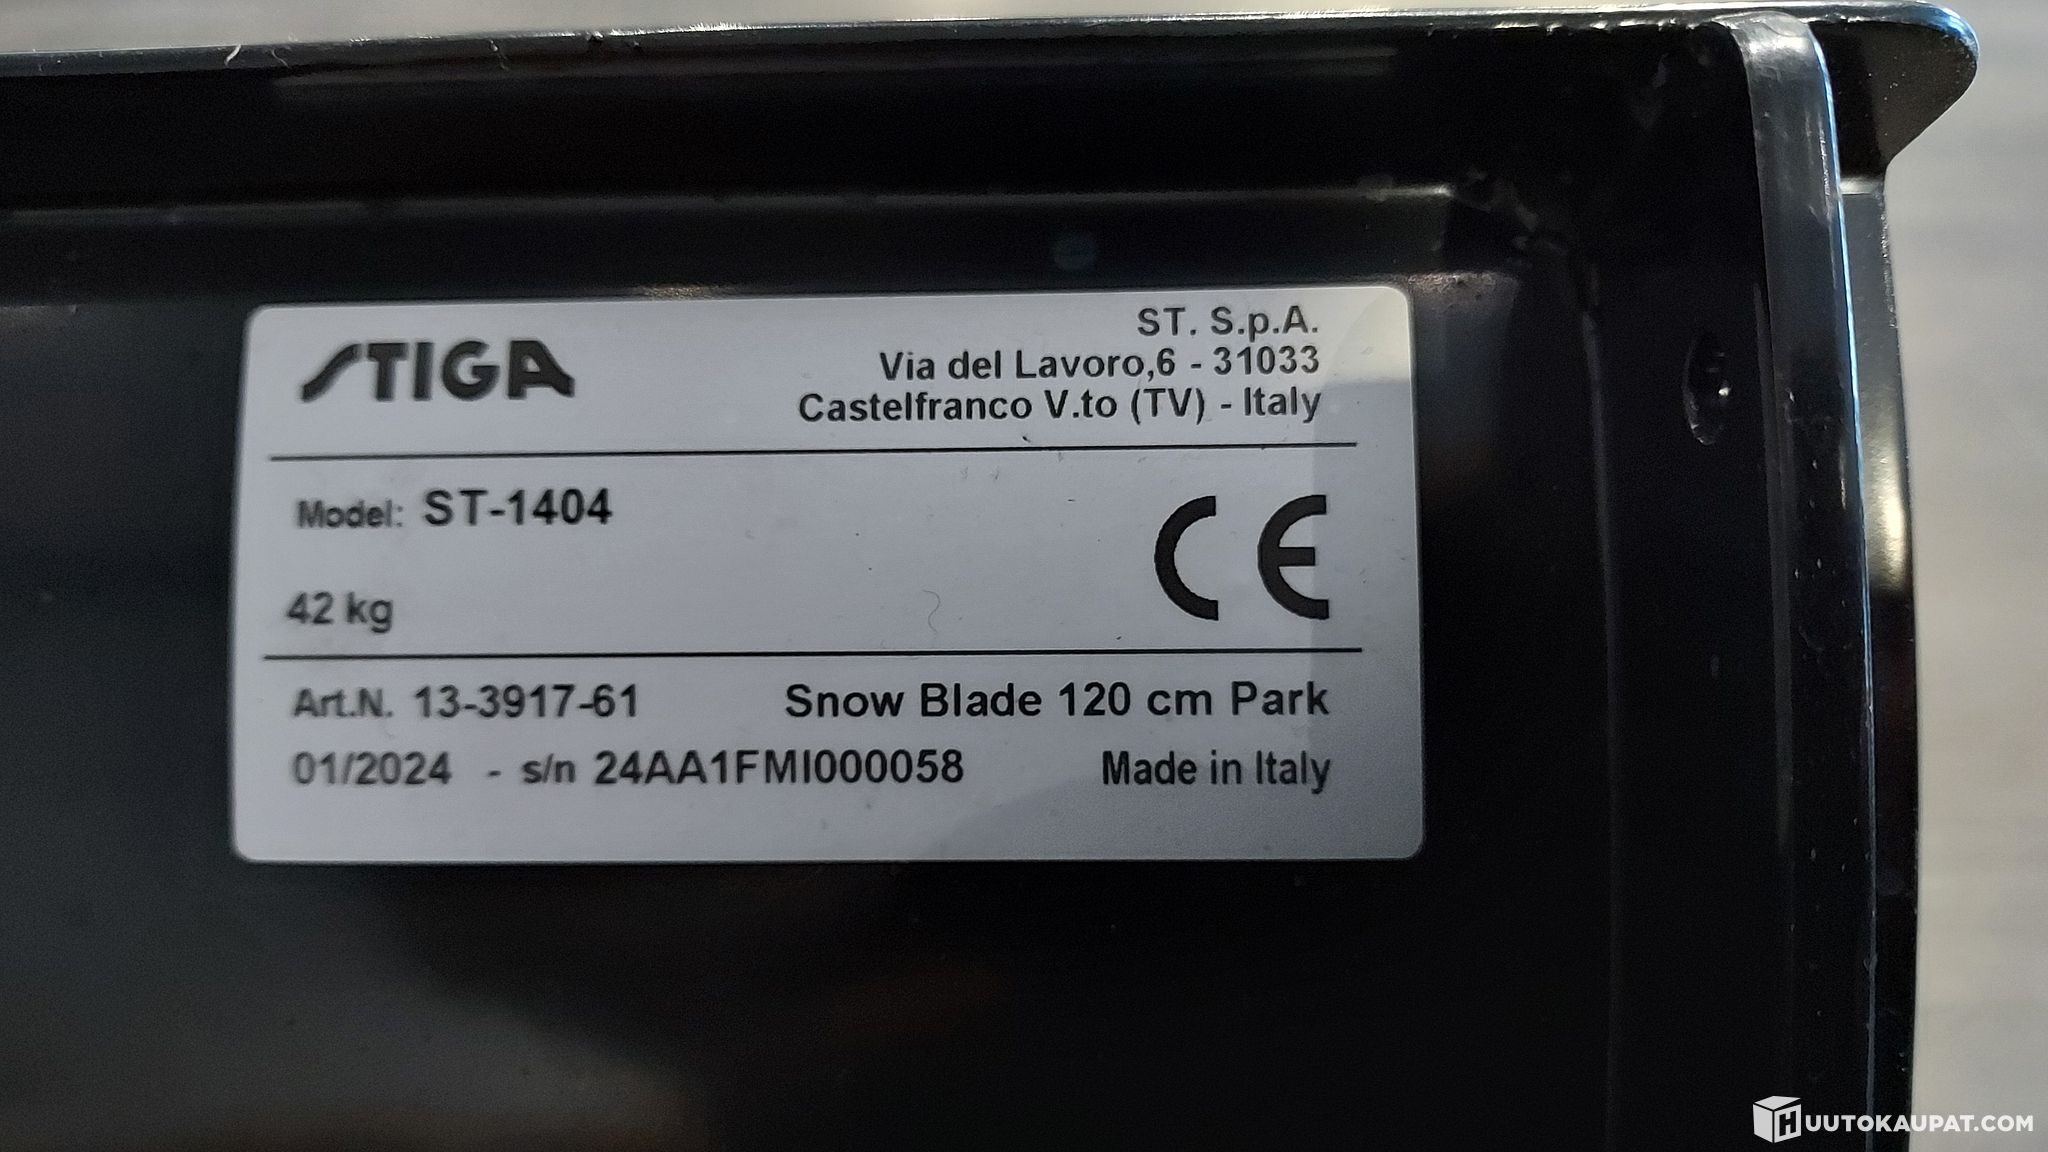 STIGA
ST. S.p.A.
Via del Lavoro,6 - 31033
Castelfranco V.to (TV) - Italy
Model: ST-1404
CE
42 kg
Art.N. 13-3917-61 Snow Blade 120 cm Park
01/2024 - s/n 24AA1FMI000058 Made in Italy
HUUTOKAUPAT.COM